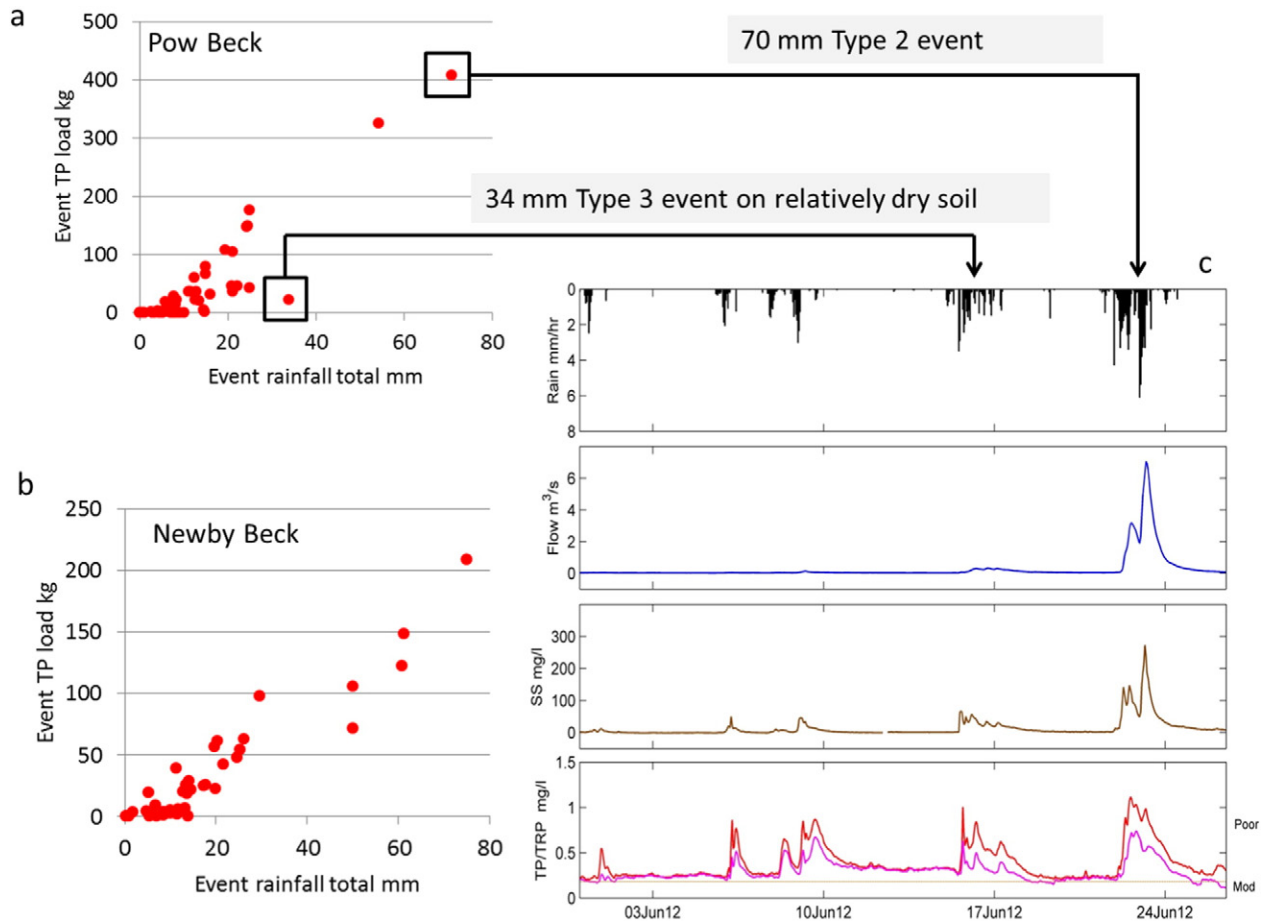 a
Pow Beck
Event TP load kg
500
400
300
200
100
0
0 20 40 60 80
Event rainfall total mm
70 mm Type 2 event
34 mm Type 3 event on relatively dry soil
b
Newby Beck
Event TP load kg
250
200
150
100
50
0
0 20 40 60 80
Event rainfall total mm
c
Rain mm/hr
0
2
4
6
8
Flow m³/s
6
4
2
0
SS mg/l
300
200
100
0
TP/TRP mg/l
1.5
1
0.5
0
Poor
Mod
03Jun12 10Jun12 17Jun12 24Jun12